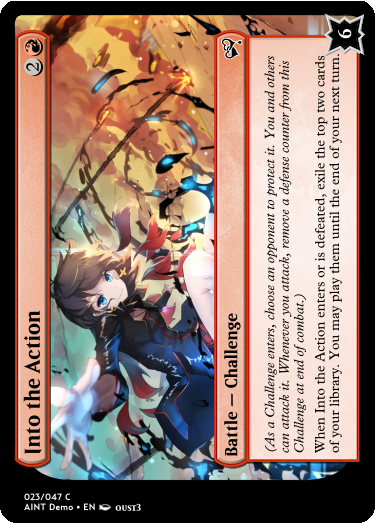 Into the Action
2
Battle — Challenge
(As a Challenge enters, choose an opponent to protect it. You and others
can attack it. Whenever you attack, remove a defense counter from this
Challenge at end of combat.)
When Into the Action enters or is defeated, exile the top two cards
of your library. You may play them until the end of your next turn.
6
023/047 C
AINT Demo • EN OUST3